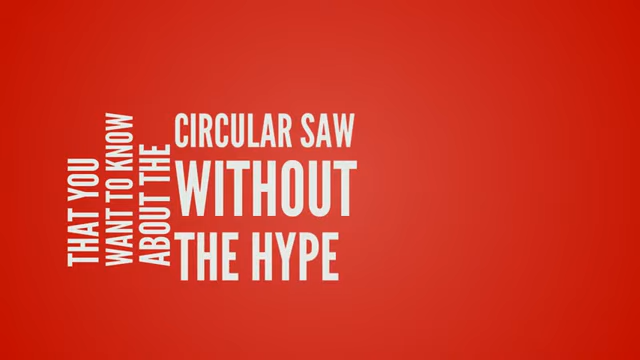 THAT YOU
WANT TO KNOW
ABOUT THE
CIRCULAR SAW
WITHOUT
THE HYPE